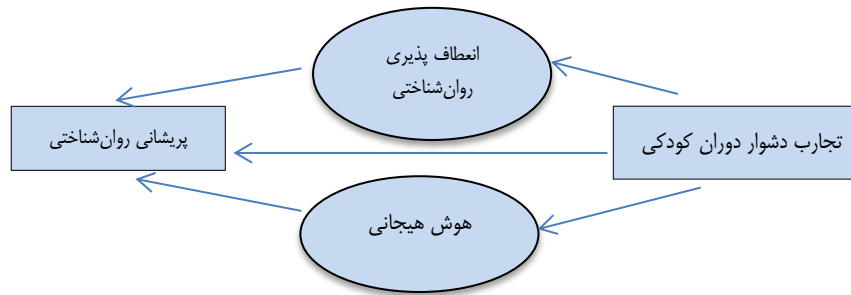 انعطاف پذیری
روان‌شناختی
تجارب دشوار دوران کودکی
پریشانی روان‌شناختی
هوش هیجانی